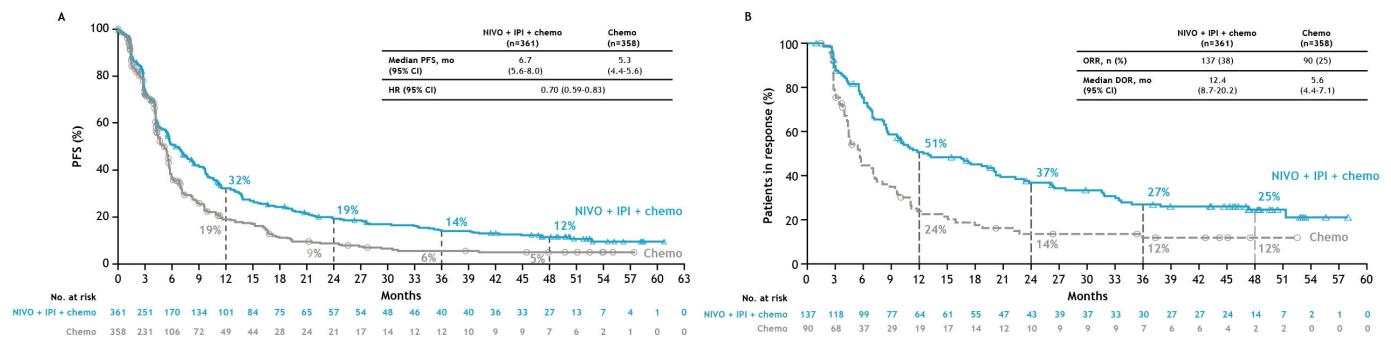 A
NIVO + IPI + chemo
(n=361)
Chemo
(n=358)
Median PFS, mo
(95% CI)
6.7
(5.6-8.0)
5.3
(4.4-5.6)
HR (95% CI)
0.70 (0.59-0.83)
PFS (%)
100
80
60
40
20
0
32%
19%
14%
12%
19%
9%
6%
5%
NIVO + IPI + chemo
Chemo
0 3 6 9 12 15 18 21 24 27 30 33 36 39 42 45 48 51 54 57 60 63
Months
No. at risk
NIVO + IPI + chemo 361 251 170 134 101 84 75 65 57 54 48 46 40 40 36 33 27 13 7 4 1 0
Chemo 358 231 106 72 49 44 28 24 21 17 14 12 12 10 9 9 7 6 2 1 0 0
B
NIVO + IPI + chemo
(n=361)
Chemo
(n=358)
ORR, n (%)
137 (38)
90 (25)
Median DOR, mo
(95% CI)
12.4
(8.7-20.2)
5.6
(4.4-7.1)
Patients in response (%)
100
80
60
40
20
0
51%
37%
27%
25%
24%
14%
12%
12%
NIVO + IPI + chemo
Chemo
0 3 6 9 12 15 18 21 24 27 30 33 36 39 42 45 48 51 54 57 60
Months
No. at risk
NIVO + IPI + chemo 137 118 99 77 64 61 55 47 43 39 37 33 30 27 27 24 14 7 2 1 0
Chemo 90 68 37 29 19 17 14 12 10 9 9 9 7 6 6 4 2 2 0 0 0